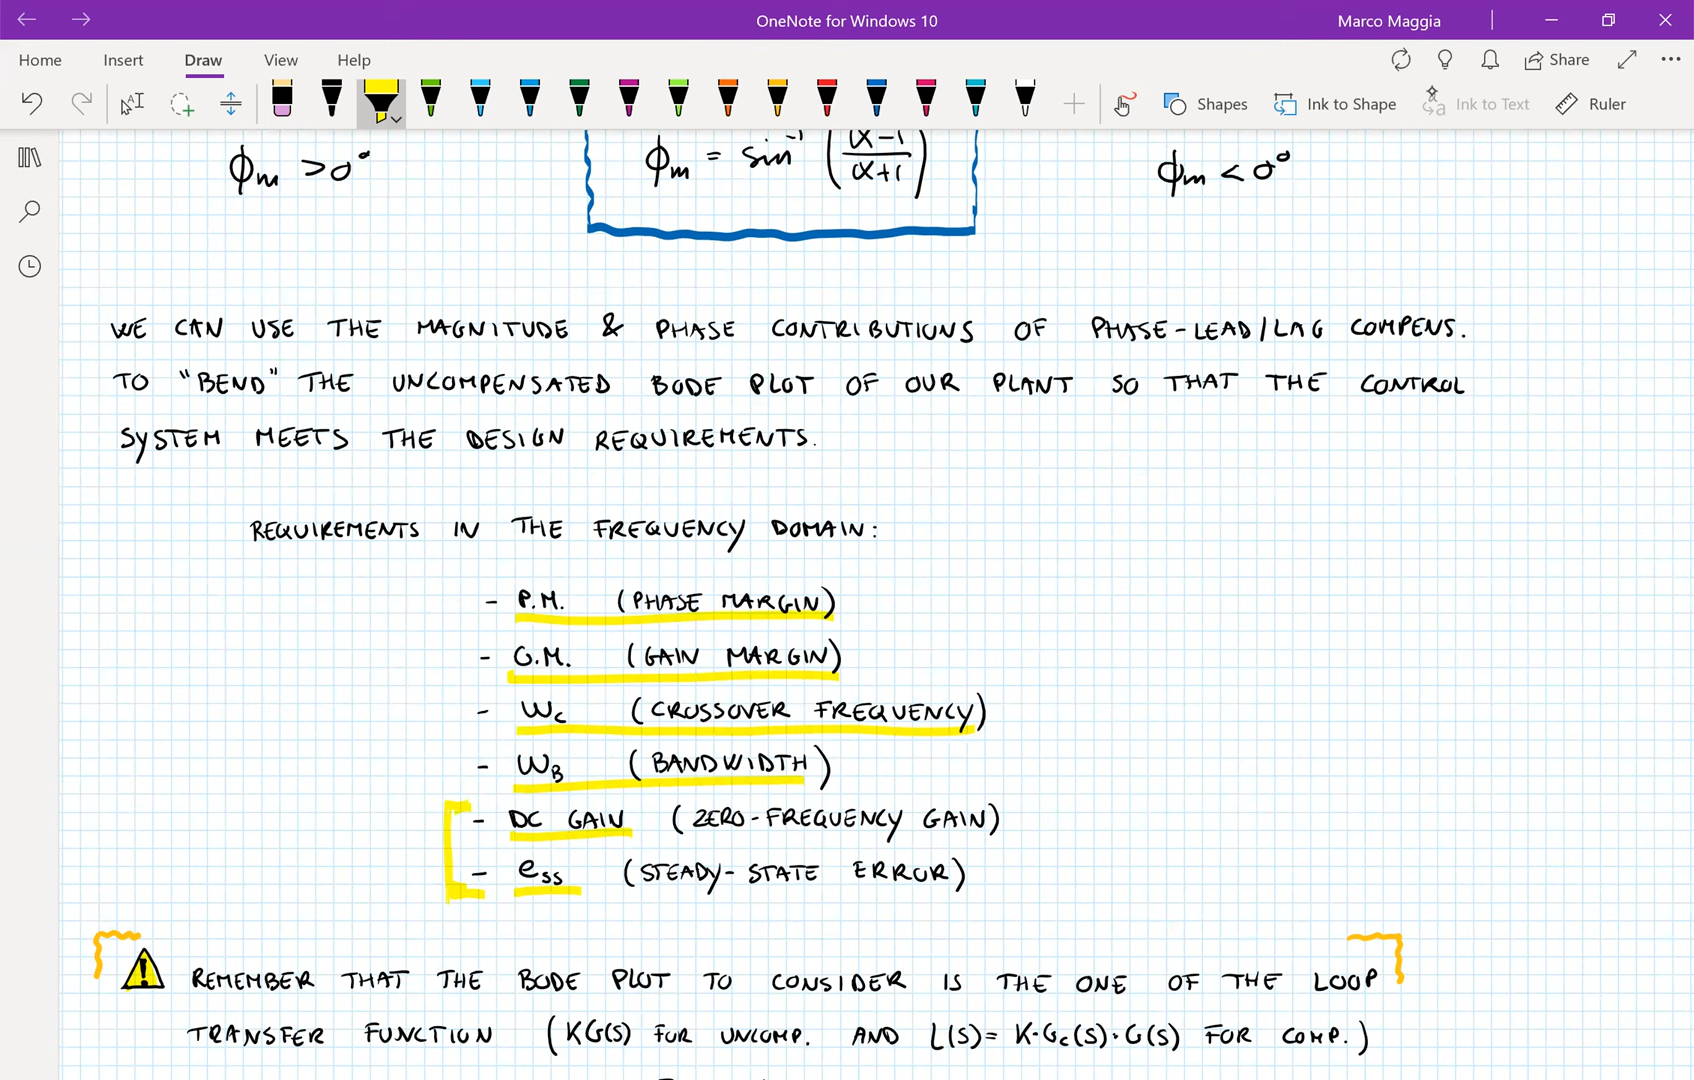 OneNote for Windows 10
Marco Maggia
Home Insert Draw View Help
Share
Shapes Ink to Shape Ink to Text Ruler
ϕm > 0°
ϕm = sin⁻¹ (α−1/α+1)
ϕm < 0°
WE CAN USE THE MAGNITUDE & PHASE CONTRIBUTIONS OF PHASE-LEAD/LAG COMPENS.
TO "BEND" THE UNCOMPENSATED BODE PLOT OF OUR PLANT SO THAT THE CONTROL
SYSTEM MEETS THE DESIGN REQUIREMENTS.
REQUIREMENTS IN THE FREQUENCY DOMAIN:
- P.M. (PHASE MARGIN)
- G.M. (GAIN MARGIN)
- ωc (CROSSOVER FREQUENCY)
- ωB (BANDWIDTH)
- DC GAIN (ZERO-FREQUENCY GAIN)
- ess (STEADY-STATE ERROR)
! REMEMBER THAT THE BODE PLOT TO CONSIDER IS THE ONE OF THE LOOP
TRANSFER FUNCTION (KG(S) FOR UNCOMP. AND L(S)= K·Gc(S)·G(S) FOR COMP.)